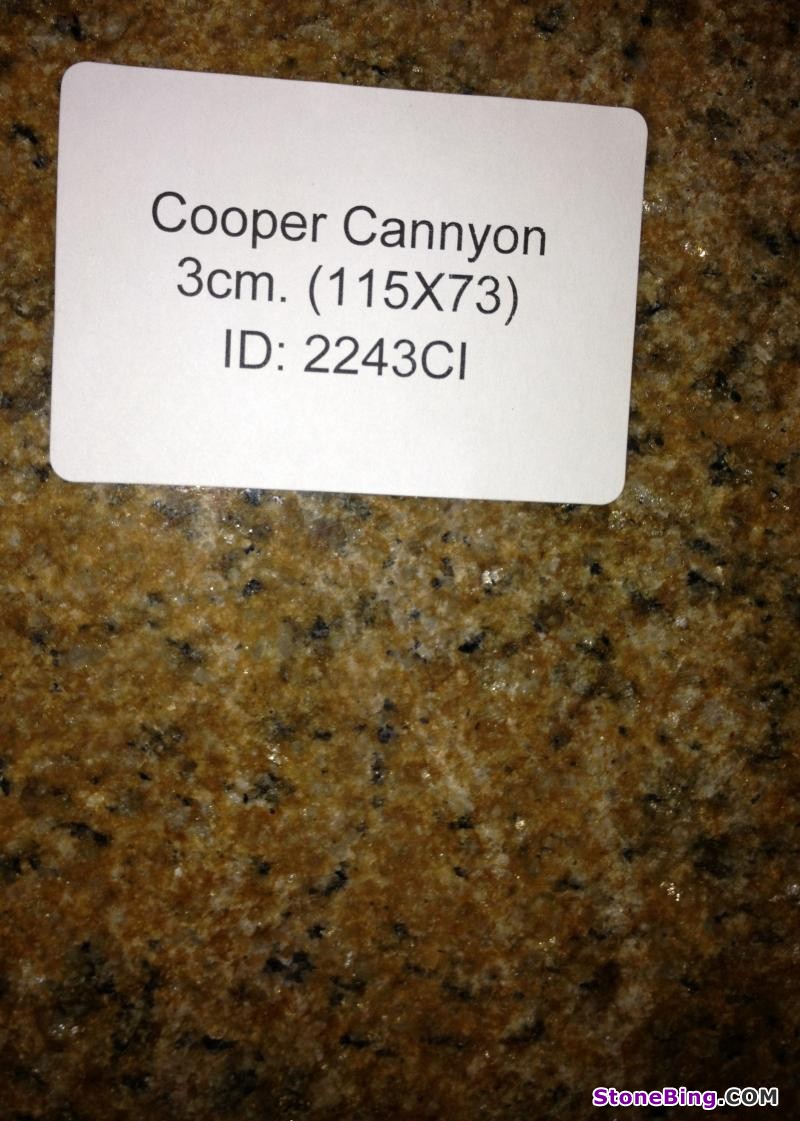 Cooper Cannyon
3cm. (115X73)
ID: 2243CI
StoneBing.COM